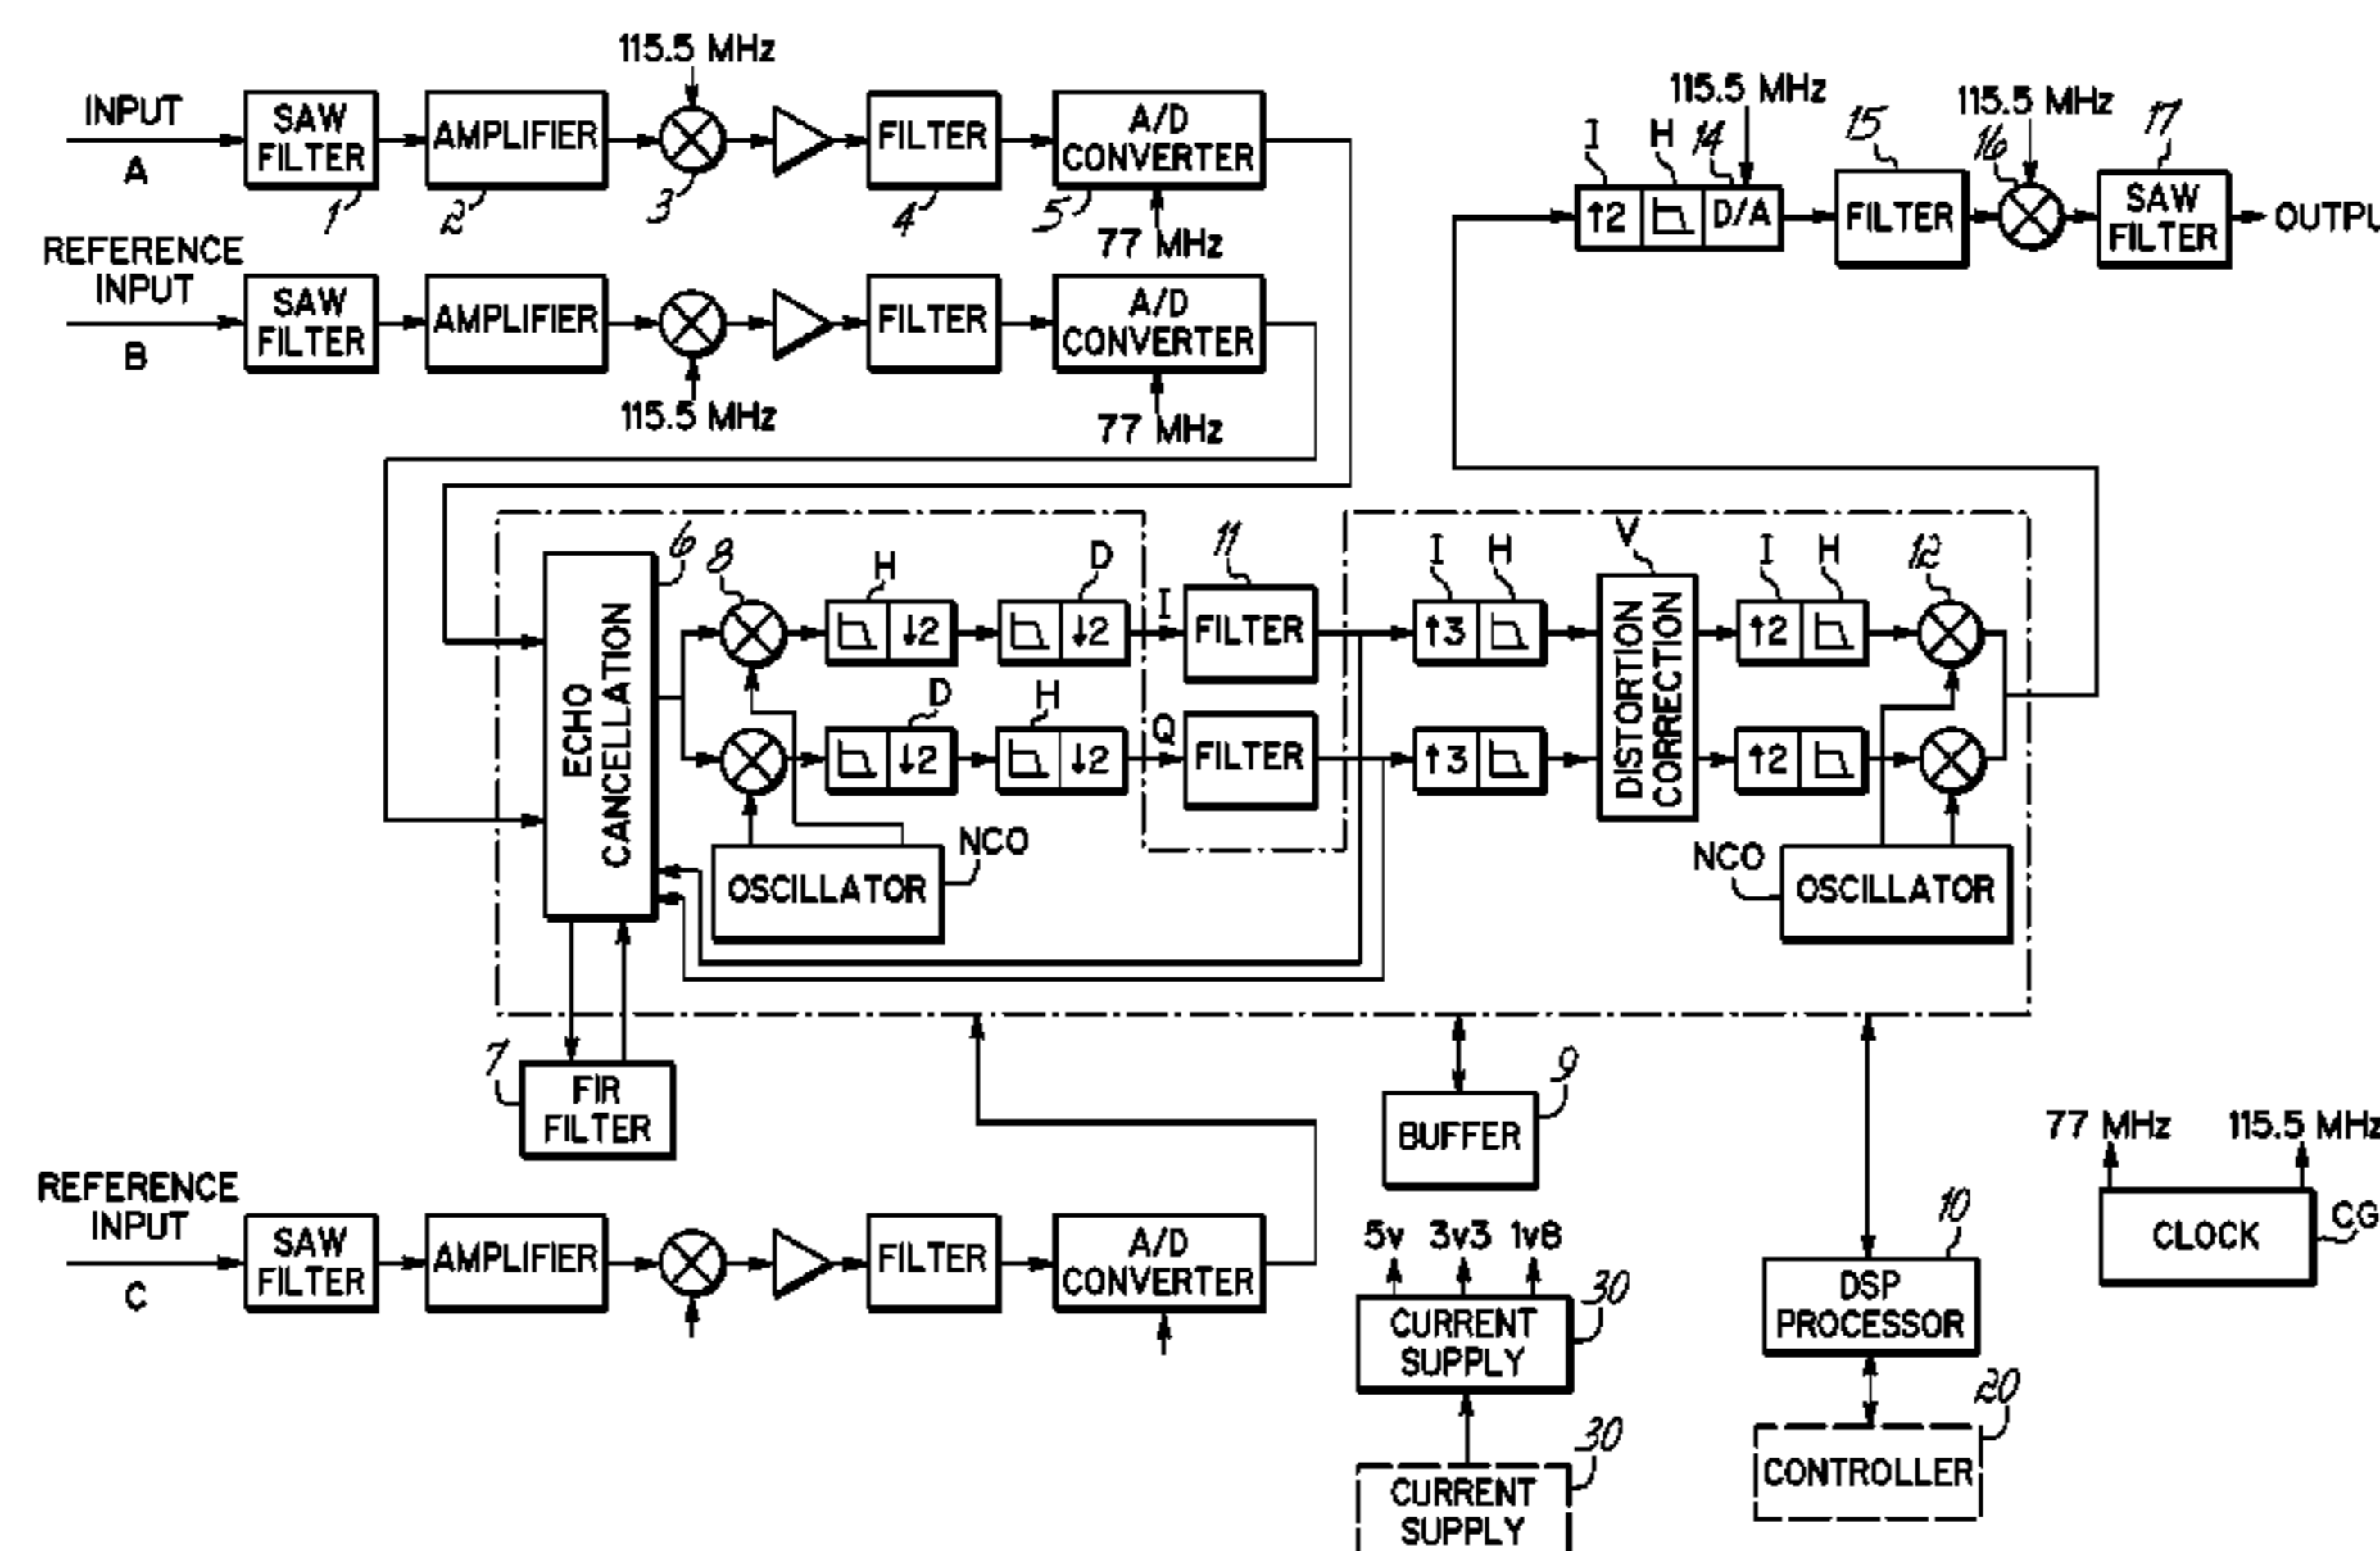 115.5 MHz
INPUT
A
SAW
FILTER
1
AMPLIFIER
2
3
FILTER
4
A/D
CONVERTER
5
77 MHz
REFERENCE
INPUT
B
SAW
FILTER
AMPLIFIER
115.5 MHz
FILTER
A/D
CONVERTER
77 MHz
115.5 MHz
I
H
14
↑2
D/A
15
FILTER
115.5 MHz
16
17
SAW
FILTER
OUTPU
6
ECHO
CANCELLATION
8
H
↓2
D
↓2
I
11
FILTER
D
↓2
H
↓2
Q
FILTER
OSCILLATOR
NCO
I
H
↑3
↑3
V
DISTORTION
CORRECTION
I
H
↑2
↑2
12
NCO
OSCILLATOR
7
FIR
FILTER
9
BUFFER
77 MHz
115.5 MHz
CLOCK
CG
REFERENCE
INPUT
C
SAW
FILTER
AMPLIFIER
FILTER
A/D
CONVERTER
5v 3v3 1v8
CURRENT
SUPPLY
30
CURRENT
SUPPLY
30
10
DSP
PROCESSOR
20
CONTROLLER